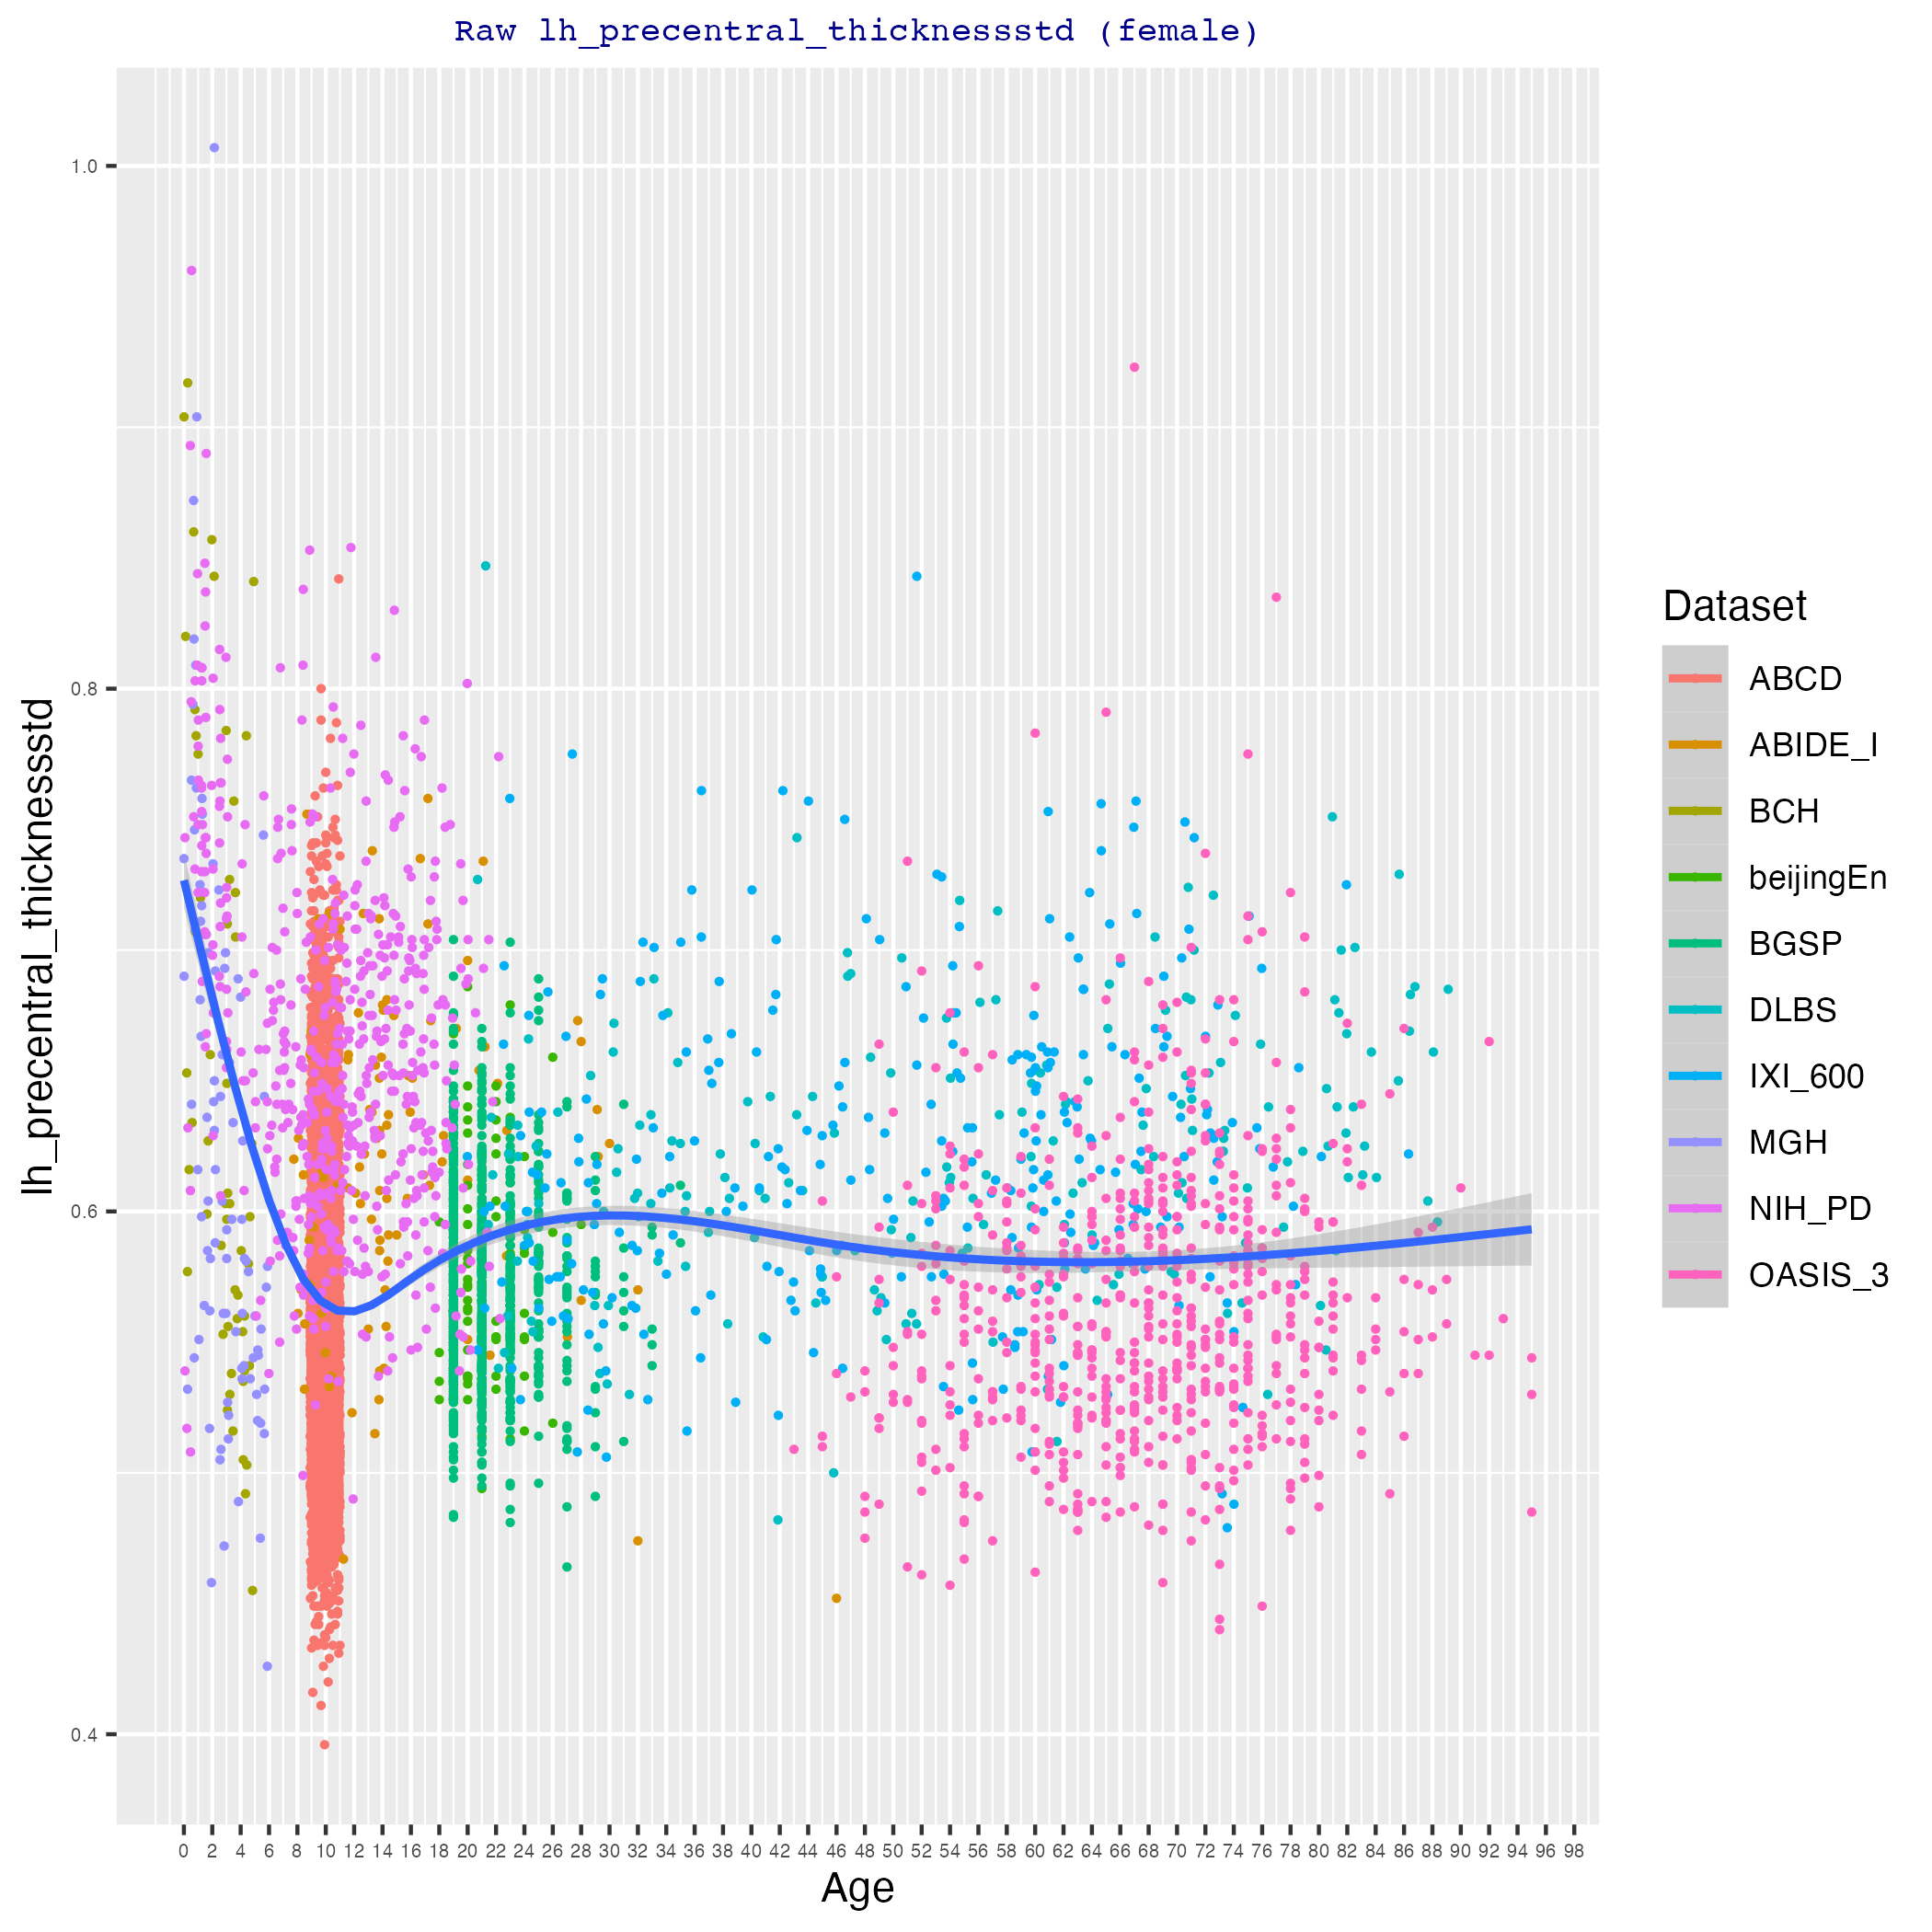 Raw lh_precentral_thicknessstd (female)
1.0
0.8
0.6
0.4
lh_precentral_thicknessstd
0 2 4 6 8 10 12 14 16 18 20 22 24 26 28 30 32 34 36 38 40 42 44 46 48 50 52 54 56 58 60 62 64 66 68 70 72 74 76 78 80 82 84 86 88 90 92 94 96 98
Age
Dataset
ABCD
ABIDE_I
BCH
beijingEn
BGSP
DLBS
IXI_600
MGH
NIH_PD
OASIS_3